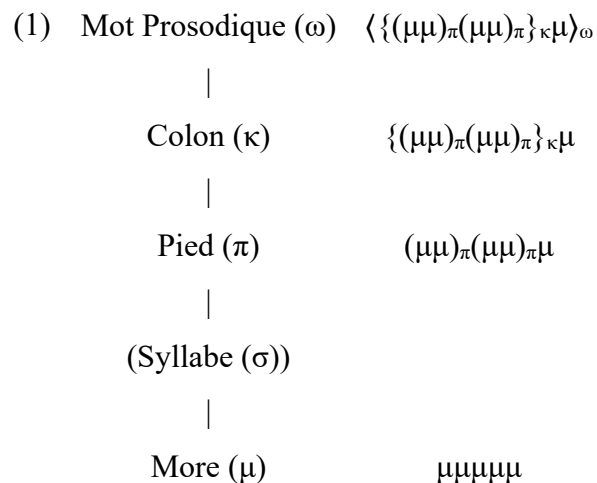 (1) Mot Prosodique (ω) ⟨{(μμ)π(μμ)π}κμ⟩ω
|
Colon (κ) {(μμ)π(μμ)π}κμ
|
Pied (π) (μμ)π(μμ)πμ
|
(Syllabe (σ))
|
More (μ) μμμμμ